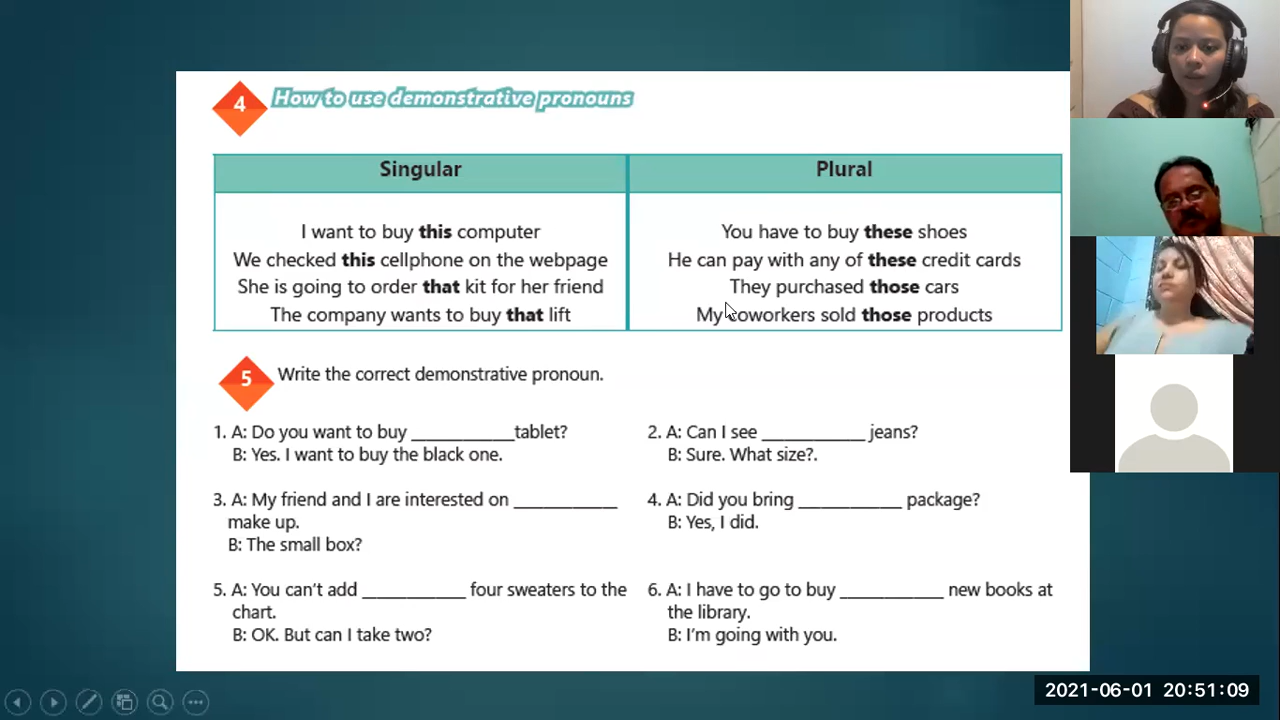 4 How to use demonstrative pronouns
Singular
Plural
I want to buy this computer
We checked this cellphone on the webpage
She is going to order that kit for her friend
The company wants to buy that lift
You have to buy these shoes
He can pay with any of these credit cards
They purchased those cars
My coworkers sold those products
5 Write the correct demonstrative pronoun.
1. A: Do you want to buy ____________tablet?
B: Yes. I want to buy the black one.
2. A: Can I see ____________ jeans?
B: Sure. What size?.
3. A: My friend and I are interested on ____________
make up.
B: The small box?
4. A: Did you bring ____________ package?
B: Yes, I did.
5. A: You can't add ____________ four sweaters to the
chart.
B: OK. But can I take two?
6. A: I have to go to buy ____________ new books at
the library.
B: I'm going with you.
2021-06-01 20:51:09